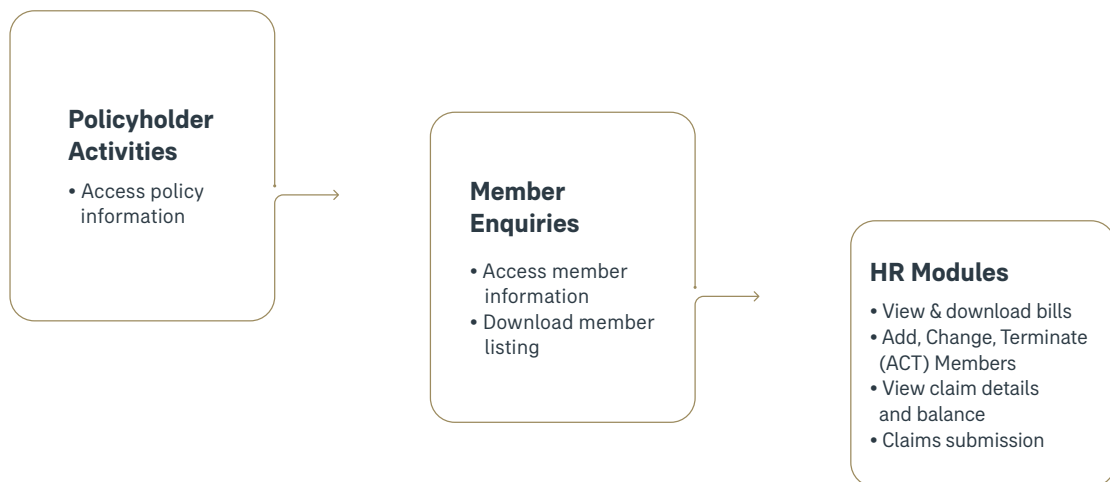 Policyholder
Activities
• Access policy
information
Member
Enquiries
• Access member
information
• Download member
listing
HR Modules
• View & download bills
• Add, Change, Terminate
(ACT) Members
• View claim details
and balance
• Claims submission